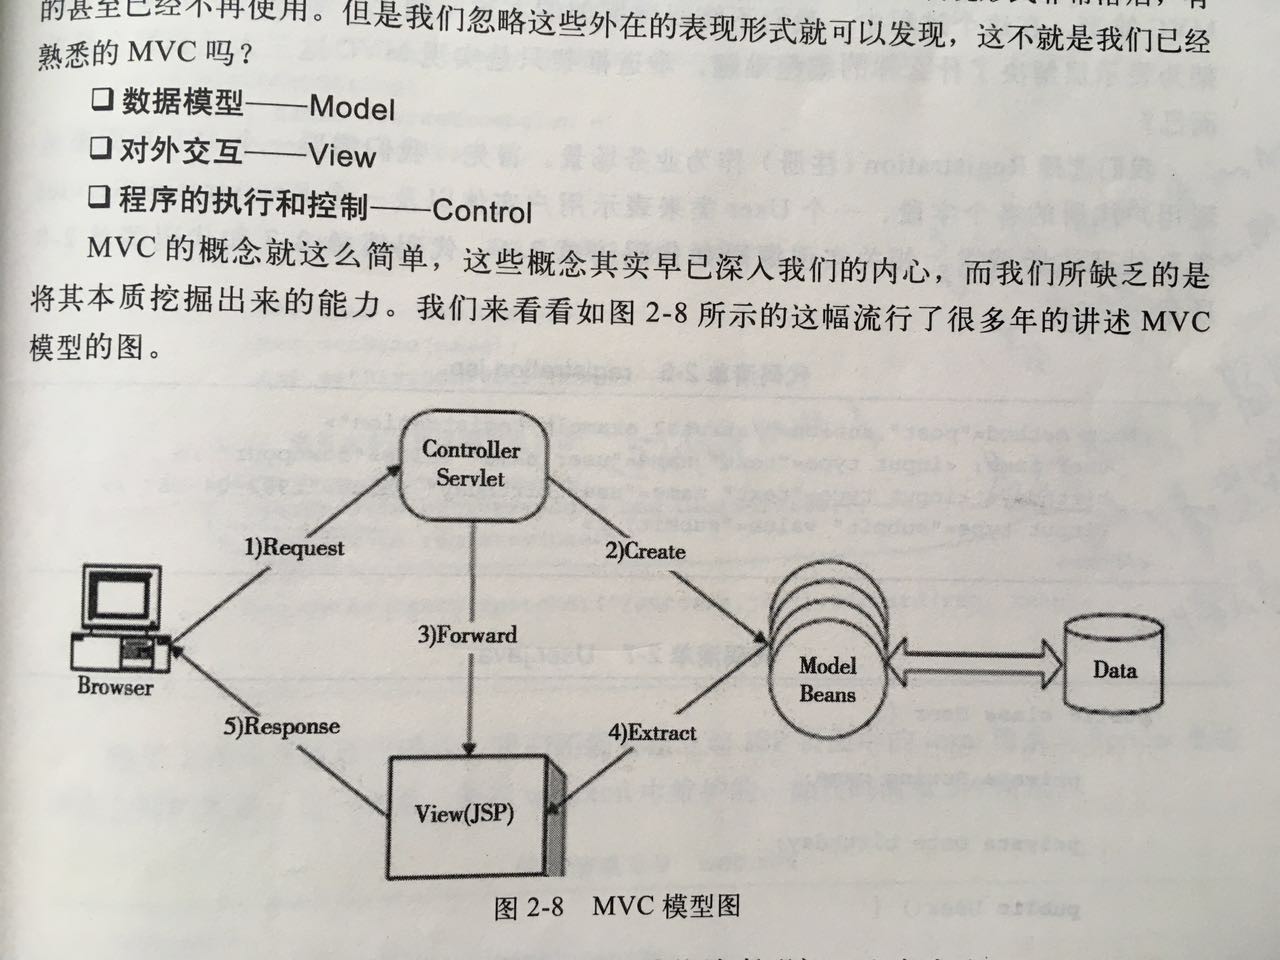 的甚至已经不再使用。但是我们忽略这些外在的表现形式就可以发现，这不就是我们已经
熟悉的 MVC 吗？
❑ 数据模型——Model
❑ 对外交互——View
❑ 程序的执行和控制——Control
MVC 的概念就这么简单，这些概念其实早已深入我们的内心，而我们所缺乏的是
将其本质挖掘出来的能力。我们来看看如图 2-8 所示的这幅流行了很多年的讲述 MVC
模型的图。
Controller
Servlet
1)Request
2)Create
3)Forward
Browser
Model
Beans
Data
5)Response
4)Extract
View(JSP)
图 2-8 MVC 模型图